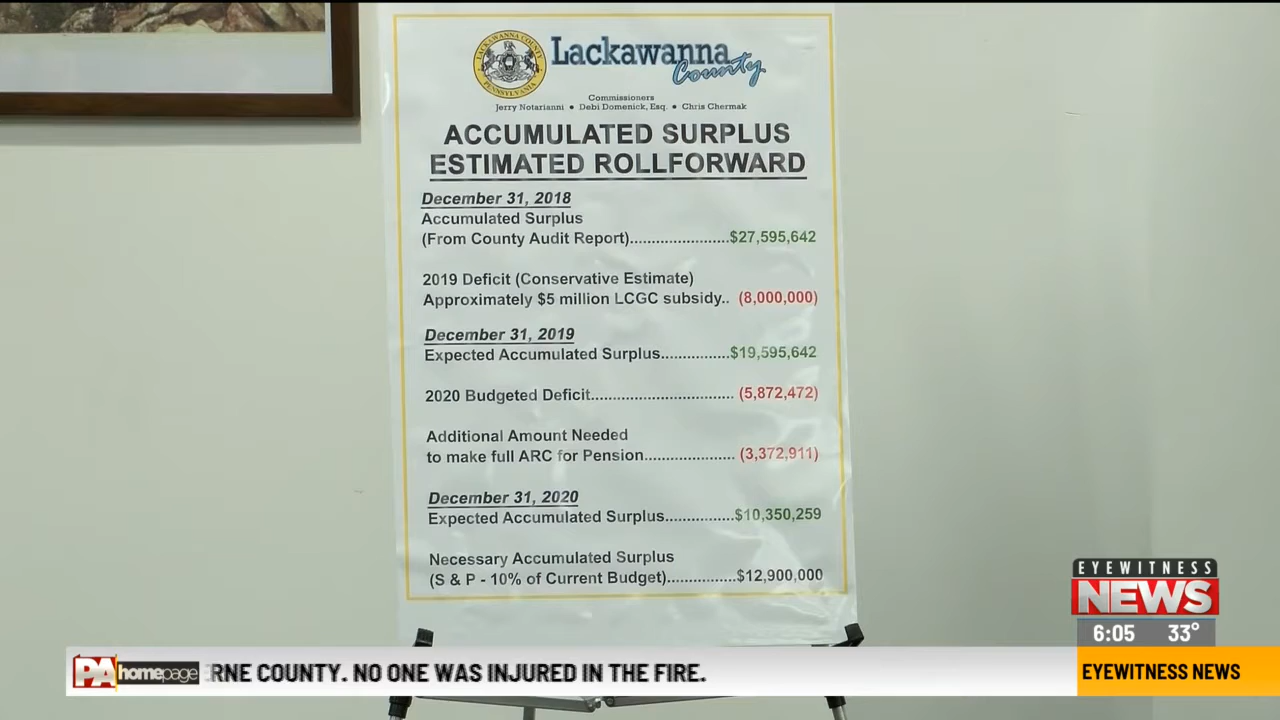 LACKAWANNA COUNTY
PENNSYLVANIA
Lackawanna
County
Commissioners
Jerry Notarianni • Debi Domenick, Esq. • Chris Chermak
ACCUMULATED SURPLUS
ESTIMATED ROLLFORWARD
December 31, 2018
Accumulated Surplus
(From County Audit Report).......................$27,595,642
2019 Deficit (Conservative Estimate)
Approximately $5 million LCGC subsidy.. (8,000,000)
December 31, 2019
Expected Accumulated Surplus................$19,595,642
2020 Budgeted Deficit................................. (5,872,472)
Additional Amount Needed
to make full ARC for Pension..................... (3,372,911)
December 31, 2020
Expected Accumulated Surplus................$10,350,259
Necessary Accumulated Surplus
(S & P - 10% of Current Budget)................$12,900,000
EYEWITNESS
NEWS
6:05 33°
PA homepage RNE COUNTY. NO ONE WAS INJURED IN THE FIRE.
EYEWITNESS NEWS